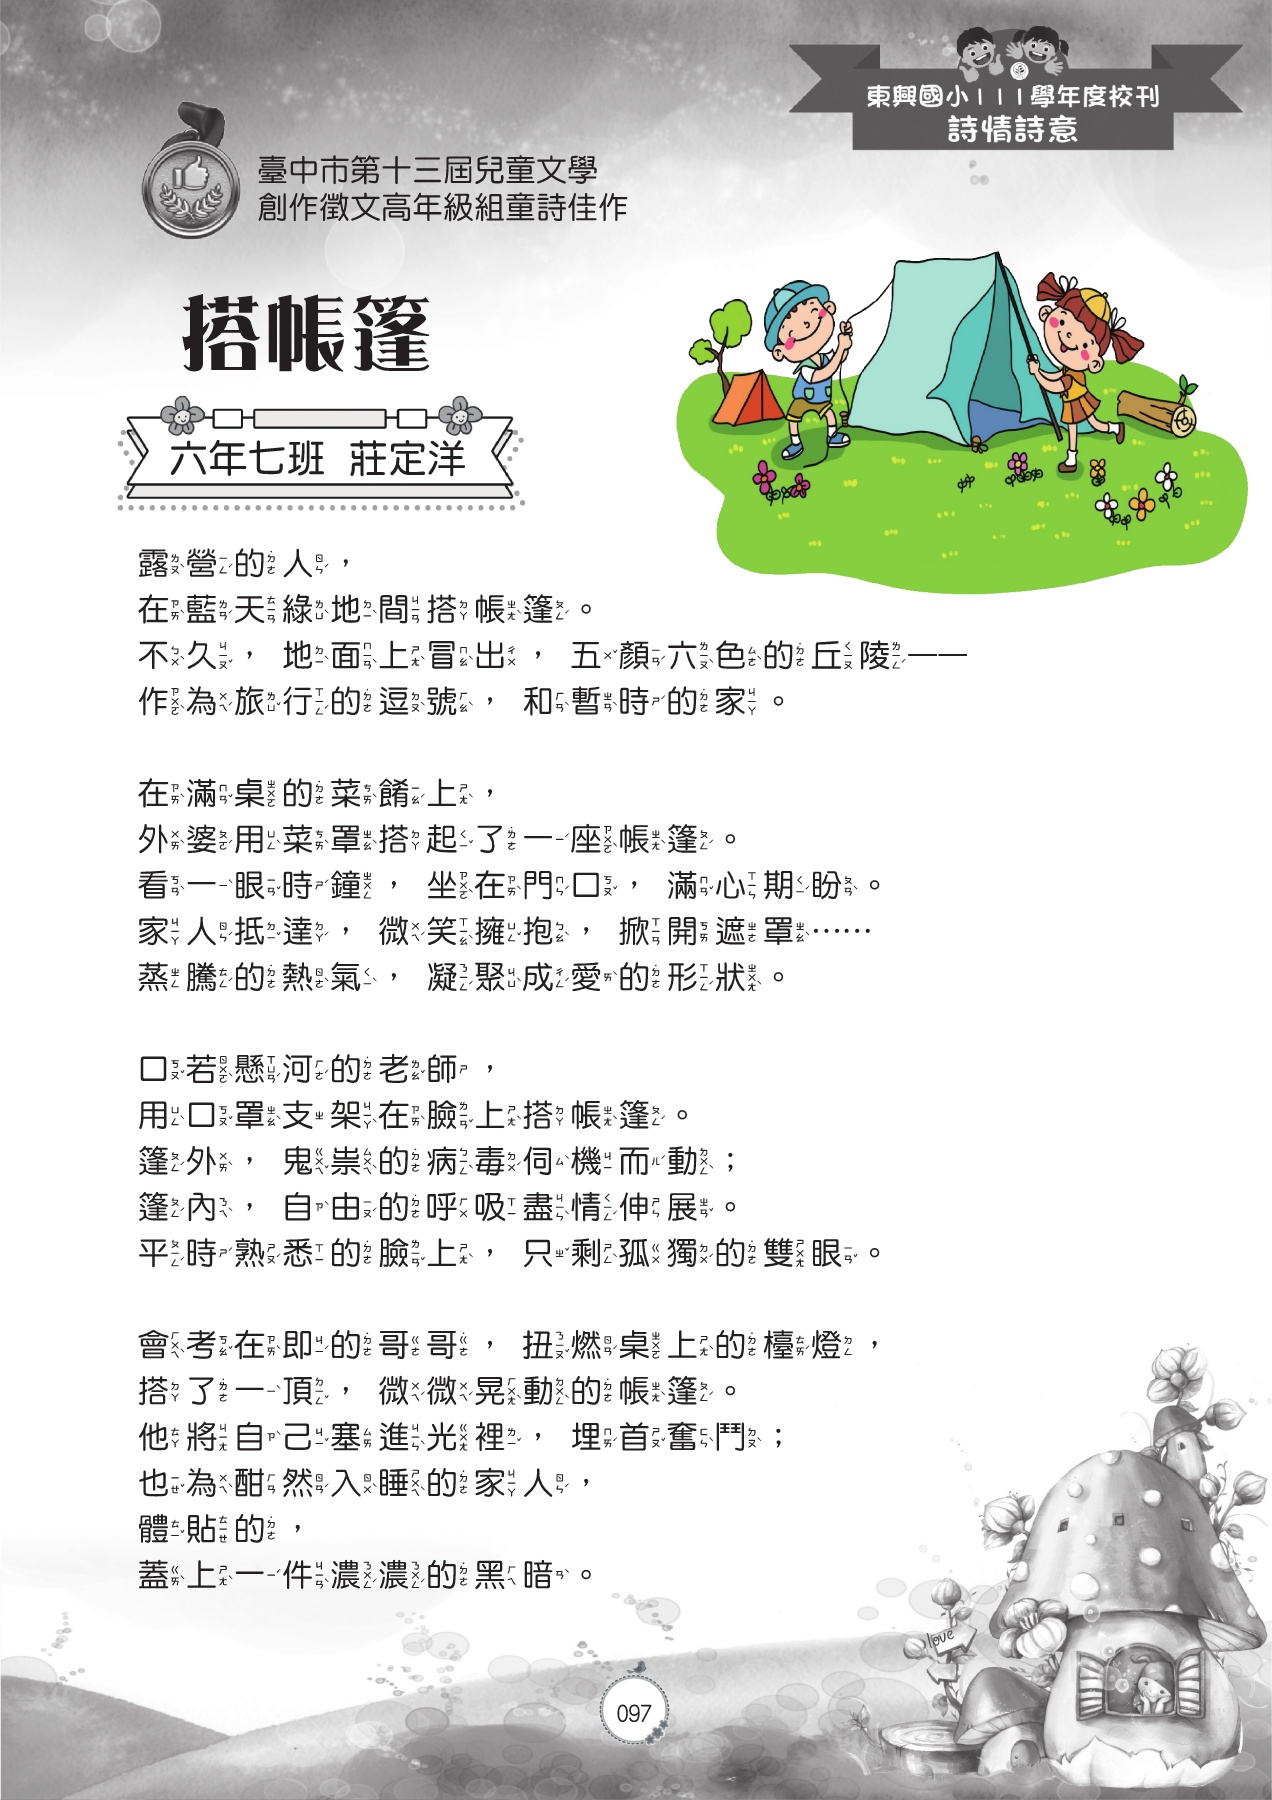 東興國小111學年度校刊
詩情詩意
臺中市第十三屆兒童文學
創作徵文高年級組童詩佳作
搭帳篷
六年七班 莊定洋
露營的人，
在藍天綠地間搭帳篷。
不久，地面上冒出，五顏六色的丘陵——
作為旅行的逗號，和暫時的家。
在滿桌的菜餚上，
外婆用菜罩搭起了一座帳篷。
看一眼時鐘，坐在門口，滿心期盼。
家人抵達，微笑擁抱，掀開遮罩……
蒸騰的熱氣，凝聚成愛的形狀。
口若懸河的老師，
用口罩支架在臉上搭帳篷。
篷外，鬼祟的病毒伺機而動；
篷內，自由的呼吸盡情伸展。
平時熟悉的臉上，只剩孤獨的雙眼。
會考在即的哥哥，扭燃桌上的檯燈，
搭了一頂，微微晃動的帳篷。
他將自己塞進光裡，埋首奮鬥；
也為酣然入睡的家人，
體貼的，
蓋上一件濃濃的黑暗。
love
097